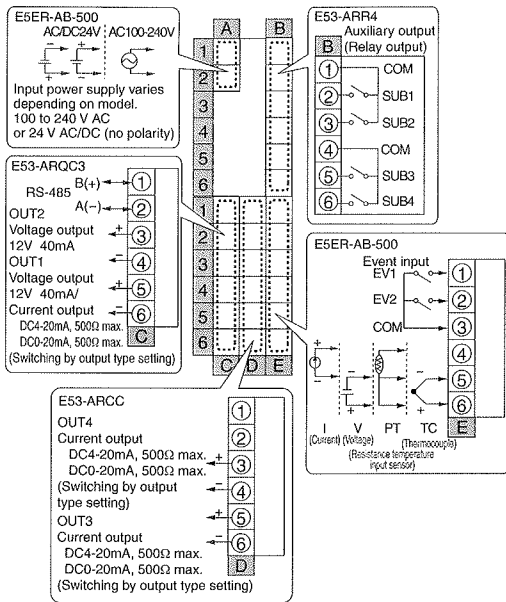 E5ER-AB-500
AC/DC24V AC100-240V
Input power supply varies
depending on model.
100 to 240 V AC
or 24 V AC/DC (no polarity)
A
B
1
2
3
4
5
6
1
2
3
4
5
6
C D E
E53-ARR4
Auxiliary output
(Relay output)
B
1 COM
2 SUB1
3 SUB2
4 COM
5 SUB3
6 SUB4
E53-ARQC3
RS-485
B(+) 1
A(−) 2
OUT2
Voltage output + 3
12V 40mA
OUT1 − 4
Voltage output
12V 40mA/ + 5
Current output − 6
DC4-20mA, 500Ω max.
DC0-20mA, 500Ω max.
C
(Switching by output type setting)
E5ER-AB-500
Event input
EV1 1
EV2 2
COM 3
4
5
6
E
I V PT TC
(Current) (Voltage) (Thermocouple)
(Resistance temperature
input sensor)
E53-ARCC
1
OUT4
2
Current output
DC4-20mA, 500Ω max. + 3
DC0-20mA, 500Ω max.
(Switching by output − 4
type setting)
OUT3 + 5
Current output − 6
DC4-20mA, 500Ω max.
DC0-20mA, 500Ω max.
D
(Switching by output type setting)